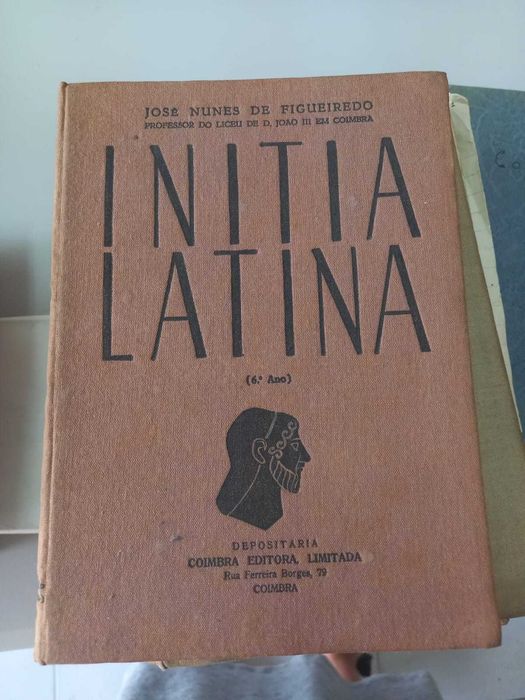 JOSÉ NUNES DE FIGUEIREDO
PROFESSOR DO LICEU DE D. JOÃO III EM COIMBRA
INITIA
LATINA
(6.º Ano)
DEPOSITARIA
COIMBRA EDITORA, LIMITADA
Rua Ferreira Borges, 79
COIMBRA